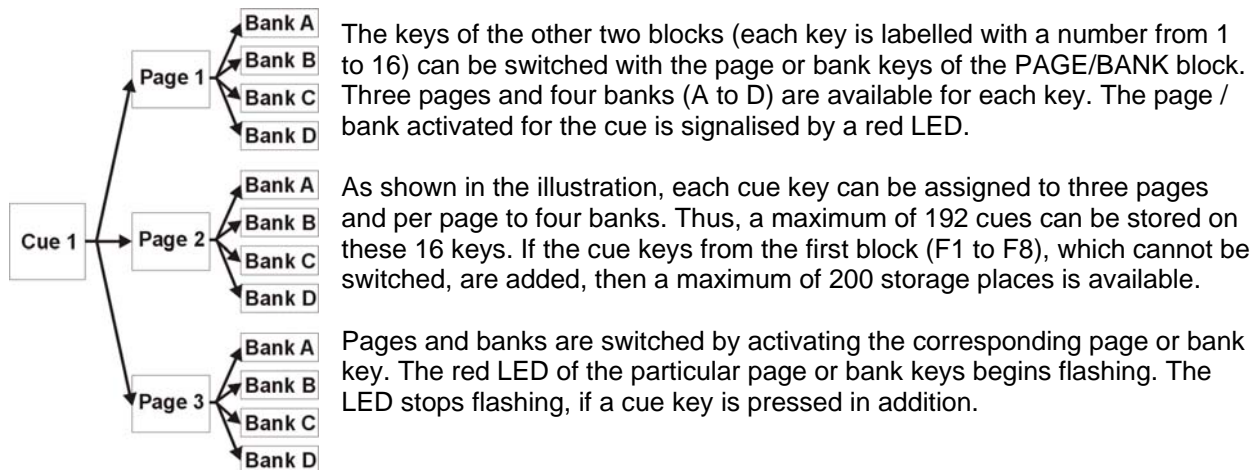 Cue 1
Page 1
Bank A
Bank B
Bank C
Bank D
Page 2
Bank A
Bank B
Bank C
Bank D
Page 3
Bank A
Bank B
Bank C
Bank D
The keys of the other two blocks (each key is labelled with a number from 1
to 16) can be switched with the page or bank keys of the PAGE/BANK block.
Three pages and four banks (A to D) are available for each key. The page /
bank activated for the cue is signalised by a red LED.
As shown in the illustration, each cue key can be assigned to three pages
and per page to four banks. Thus, a maximum of 192 cues can be stored on
these 16 keys. If the cue keys from the first block (F1 to F8), which cannot be
switched, are added, then a maximum of 200 storage places is available.
Pages and banks are switched by activating the corresponding page or bank
key. The red LED of the particular page or bank keys begins flashing. The
LED stops flashing, if a cue key is pressed in addition.